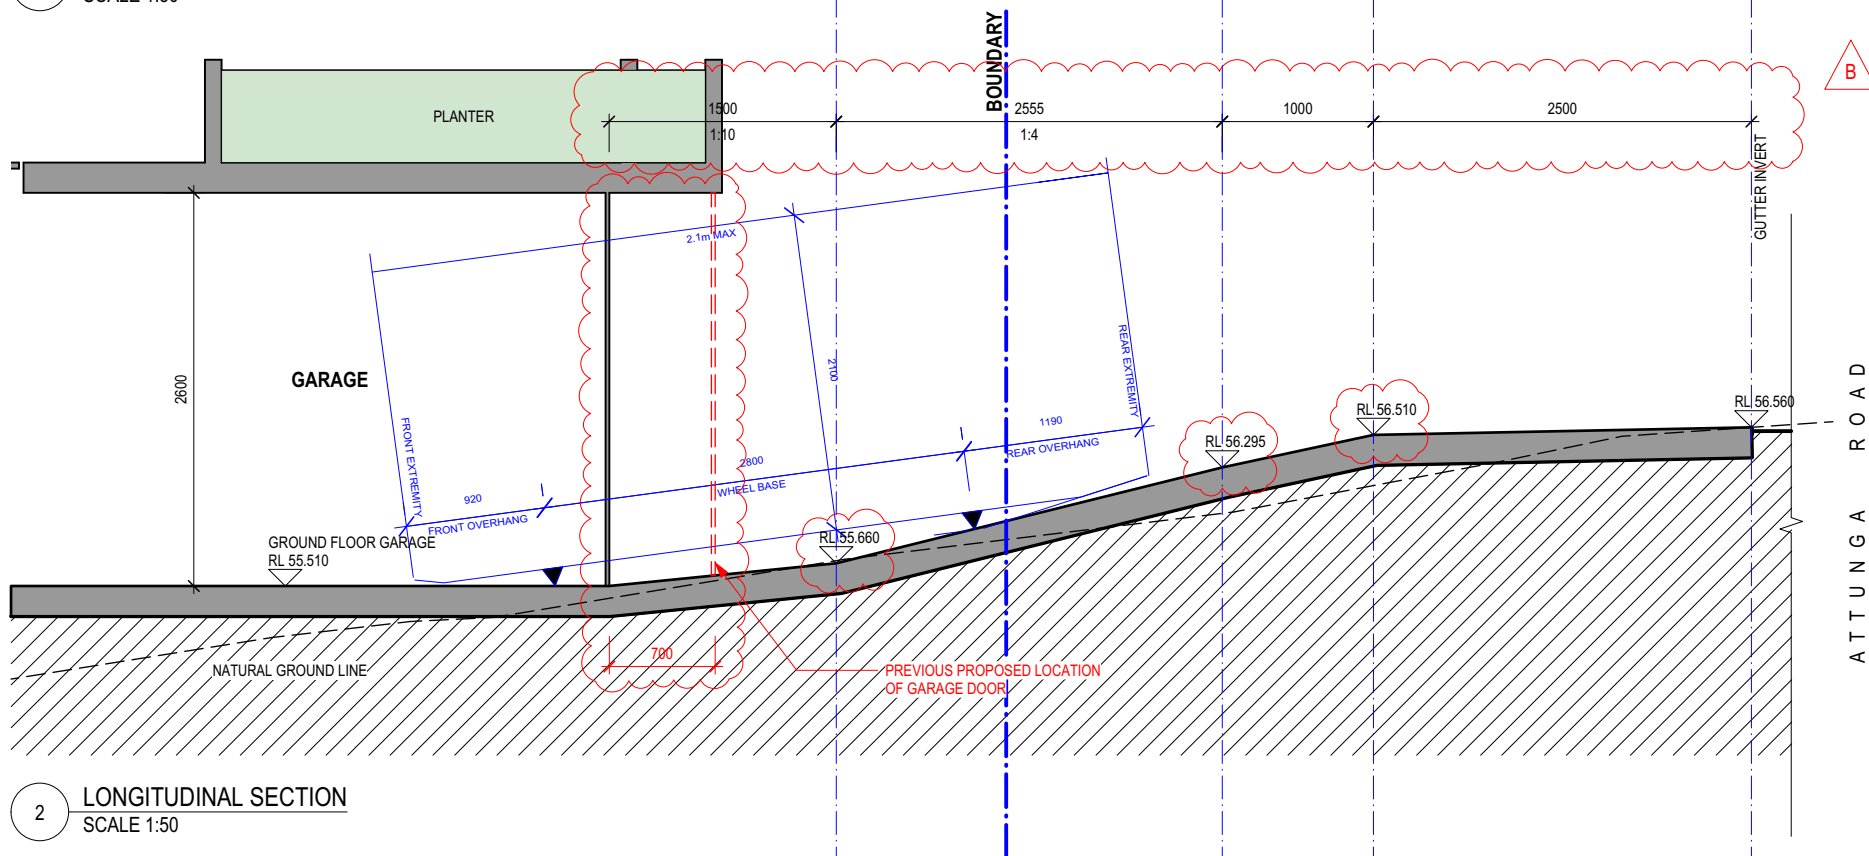 BOUNDARY
B
PLANTER
1500
2555
1000
2500
1:10
1:4
GUTTER INVERT
2.1m MAX
2600
GARAGE
2100
REAR EXTREMITY
FRONT EXTREMITY
1190
REAR OVERHANG
2800
WHEEL BASE
920
FRONT OVERHANG
RL 56.295
RL 56.510
RL 56.560
RL 55.660
GROUND FLOOR GARAGE
RL 55.510
ATTUNGA ROAD
700
NATURAL GROUND LINE
PREVIOUS PROPOSED LOCATION
OF GARAGE DOOR
2
LONGITUDINAL SECTION
SCALE 1:50